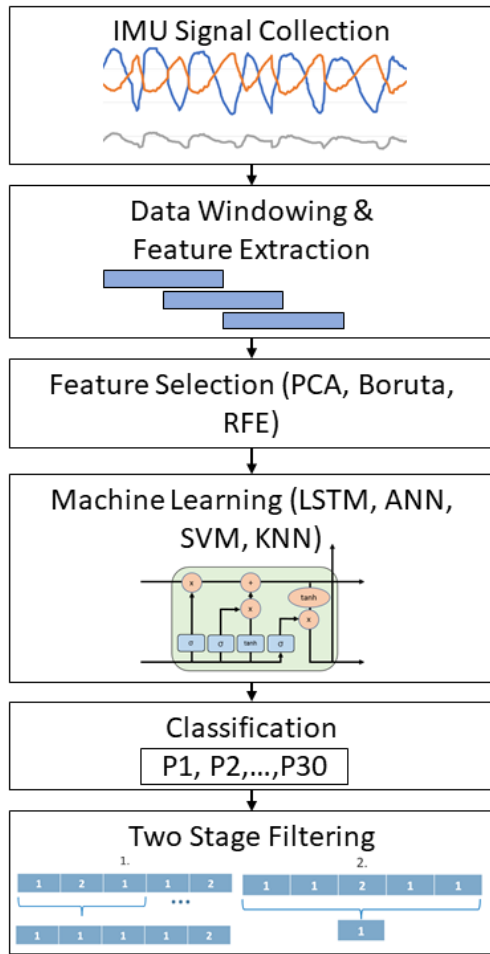 IMU Signal Collection
Data Windowing &
Feature Extraction
Feature Selection (PCA, Boruta,
RFE)
Machine Learning (LSTM, ANN,
SVM, KNN)
x + tanh
x x
σ σ tanh σ
Classification
P1, P2,...,P30
Two Stage Filtering
1. 2.
1 2 1 1 2 1 1 2 1 1
...
1 1 1 1 2 1